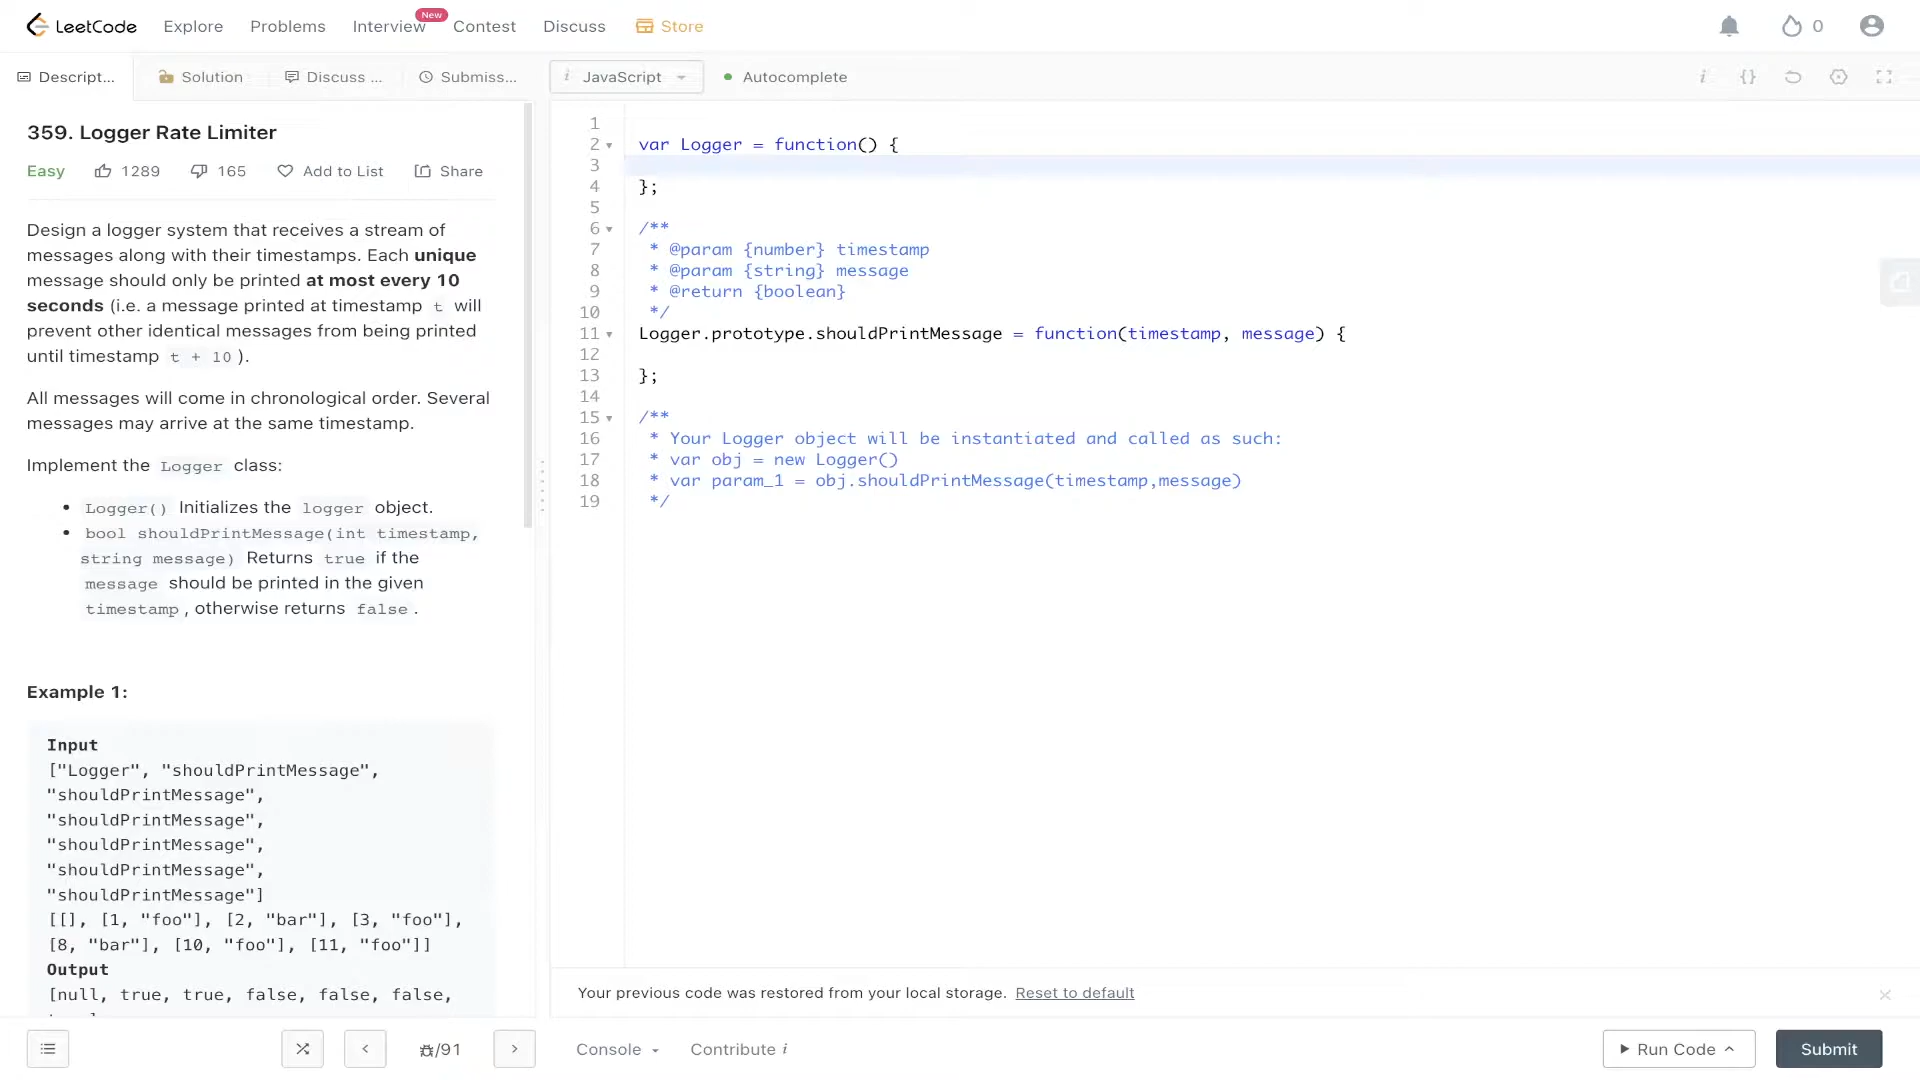 LeetCode
Explore
Problems
Interview
New
Contest
Discuss
Store
0
Descript...
Solution
Discuss ...
Submiss...
i JavaScript
Autocomplete
i
{}
359. Logger Rate Limiter
Easy
1289
165
Add to List
Share
Design a logger system that receives a stream of
messages along with their timestamps. Each unique
message should only be printed at most every 10
seconds (i.e. a message printed at timestamp t will
prevent other identical messages from being printed
until timestamp t + 10 ).
All messages will come in chronological order. Several
messages may arrive at the same timestamp.
Implement the Logger class:
• Logger() Initializes the logger object.
• bool shouldPrintMessage(int timestamp,
string message) Returns true if the
message should be printed in the given
timestamp , otherwise returns false .
Example 1:
Input
["Logger", "shouldPrintMessage",
"shouldPrintMessage",
"shouldPrintMessage",
"shouldPrintMessage",
"shouldPrintMessage",
"shouldPrintMessage"]
[[], [1, "foo"], [2, "bar"], [3, "foo"],
[8, "bar"], [10, "foo"], [11, "foo"]]
Output
[null, true, true, false, false, false,
1
2 var Logger = function() {
3
4 };
5
6 /**
7 * @param {number} timestamp
8 * @param {string} message
9 * @return {boolean}
10 */
11 Logger.prototype.shouldPrintMessage = function(timestamp, message) {
12
13 };
14
15 /**
16 * Your Logger object will be instantiated and called as such:
17 * var obj = new Logger()
18 * var param_1 = obj.shouldPrintMessage(timestamp,message)
19 */
Your previous code was restored from your local storage. Reset to default
/91
Console
Contribute i
Run Code
Submit